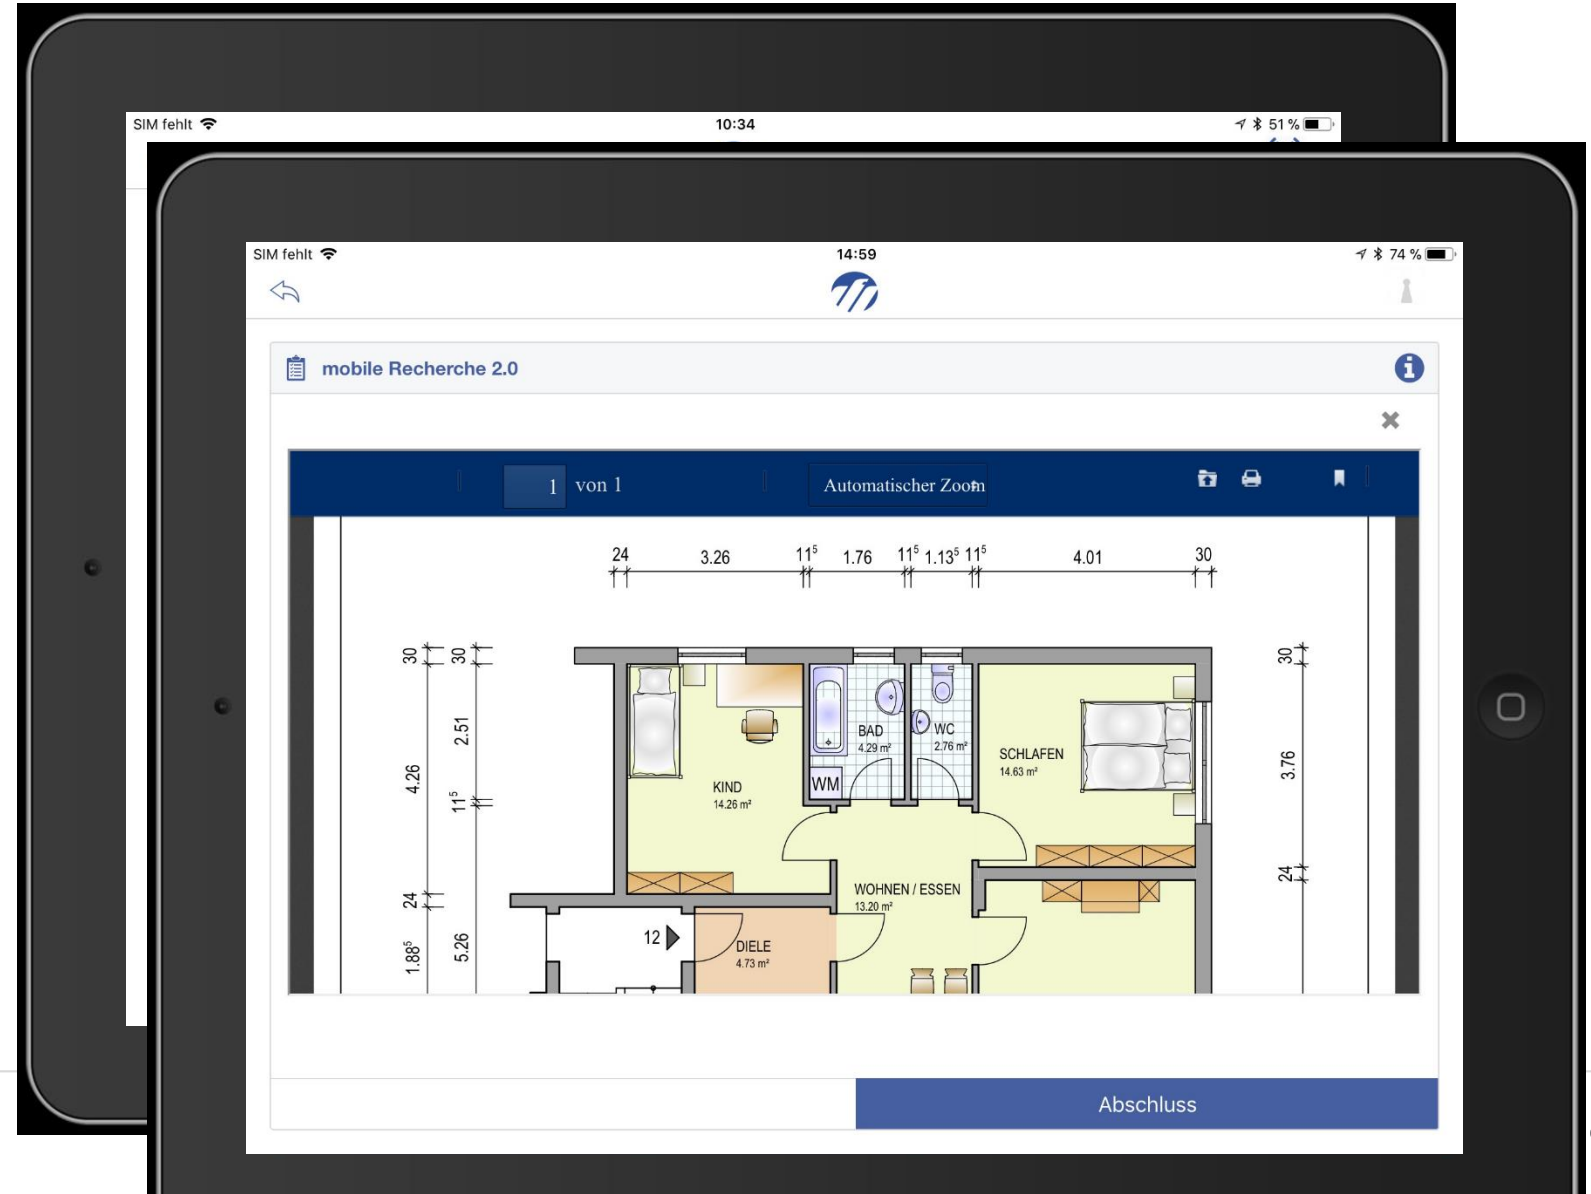 SIM fehlt 10:34 51 %
SIM fehlt 14:59 74 %
mobile Recherche 2.0
1 von 1 Automatischer Zoom
24 3.26 11⁵ 1.76 11⁵ 1.13⁵ 11⁵ 4.01 30
30 30 30
2.51
4.26 3.76
11⁵
24 24
1.88⁵ 5.26
BAD
4.29 m²
WC
2.76 m²
SCHLAFEN
14.63 m²
WM
KIND
14.26 m²
WOHNEN / ESSEN
13.20 m²
12
DIELE
4.73 m²
Abschluss